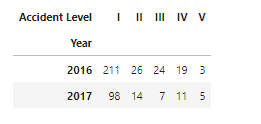 Accident Level I II III IV V
Year
2016 211 26 24 19 3
2017 98 14 7 11 5